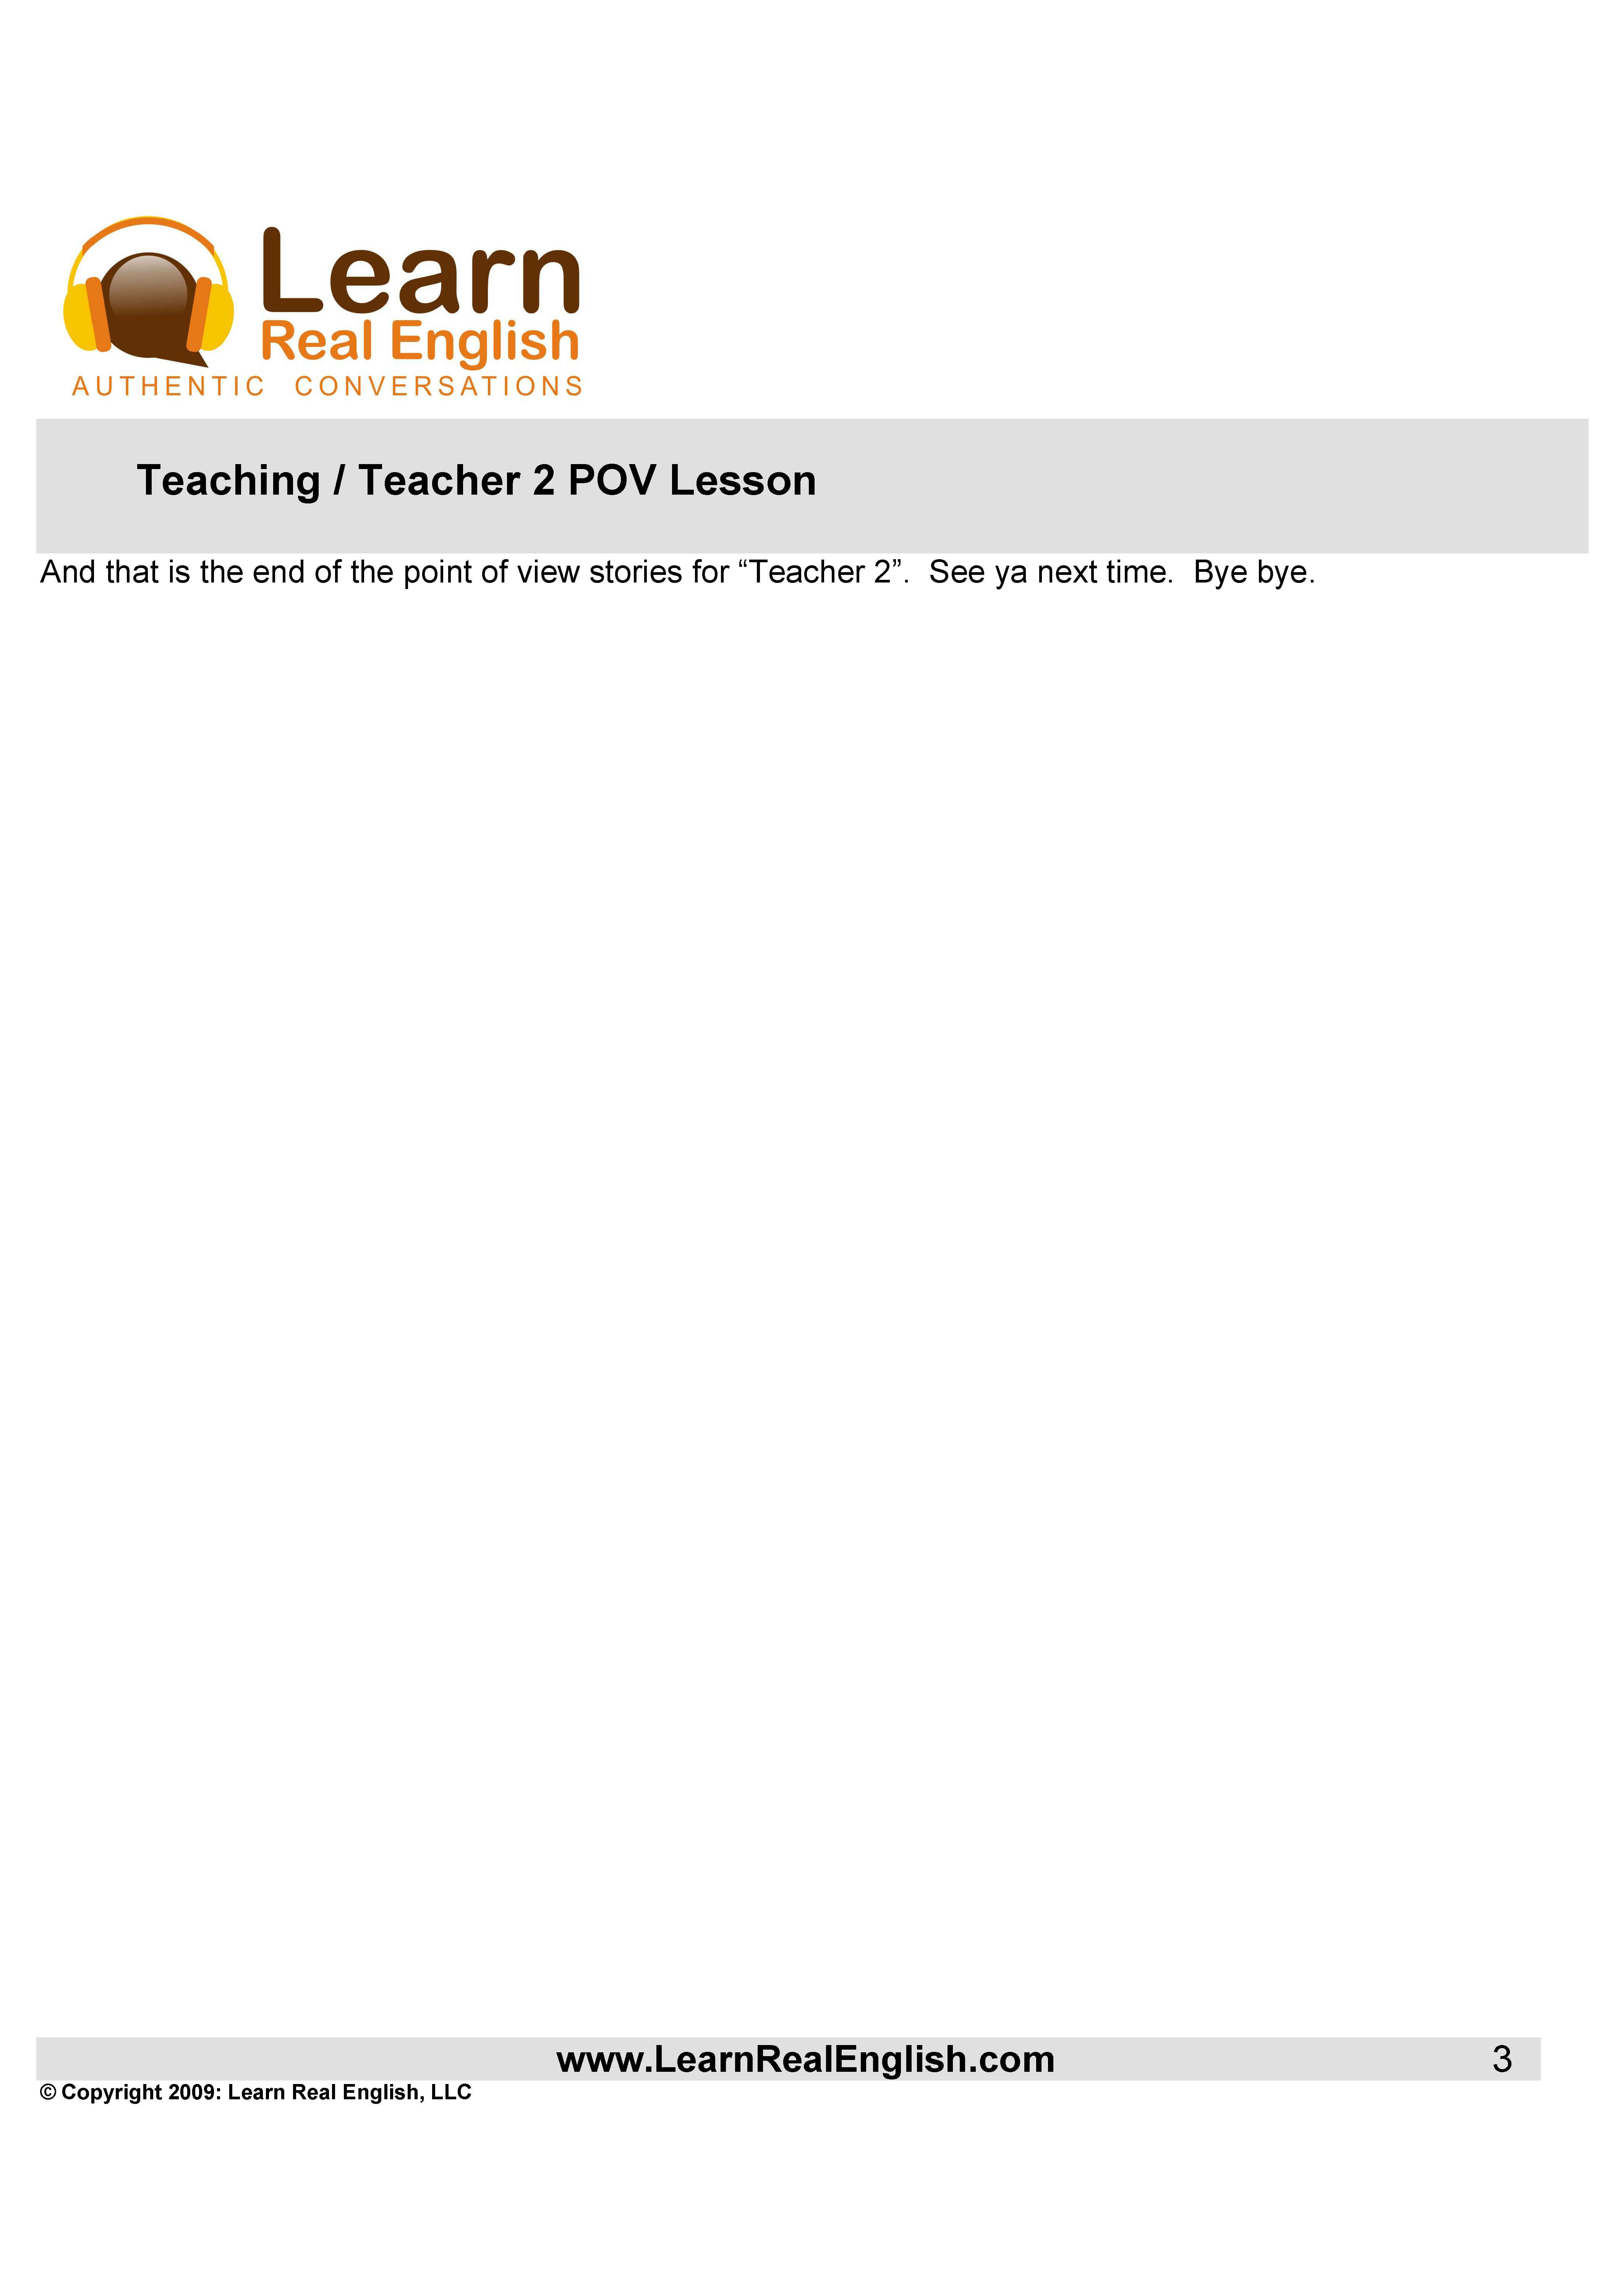 Learn
Real English
AUTHENTIC CONVERSATIONS
Teaching / Teacher 2 POV Lesson
And that is the end of the point of view stories for “Teacher 2”.  See ya next time.  Bye bye.
www.LearnRealEnglish.com 3
© Copyright 2009: Learn Real English, LLC